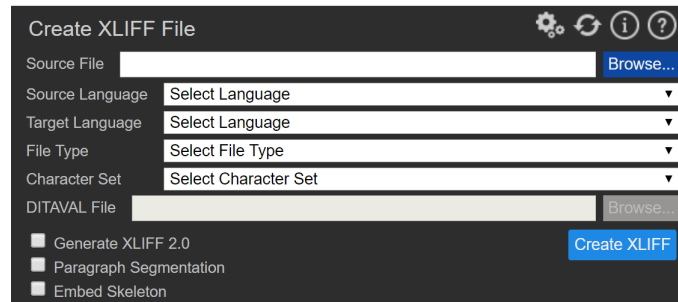 Create XLIFF File
Source File Browse...
Source Language Select Language
Target Language Select Language
File Type Select File Type
Character Set Select Character Set
DITAVAL File Browse...
Generate XLIFF 2.0 Create XLIFF
Paragraph Segmentation
Embed Skeleton